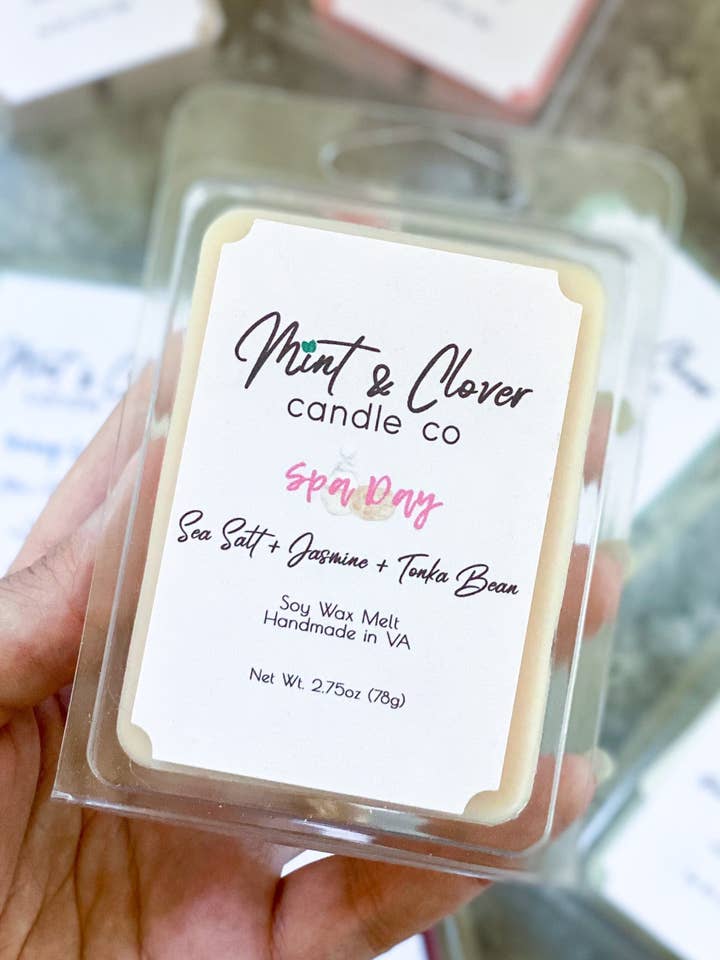 Mint & Clover
candle co
Spa Day
Sea Salt + Jasmine + Tonka Bean
Soy Wax Melt
Handmade in VA
Net Wt. 2.75oz (78g)